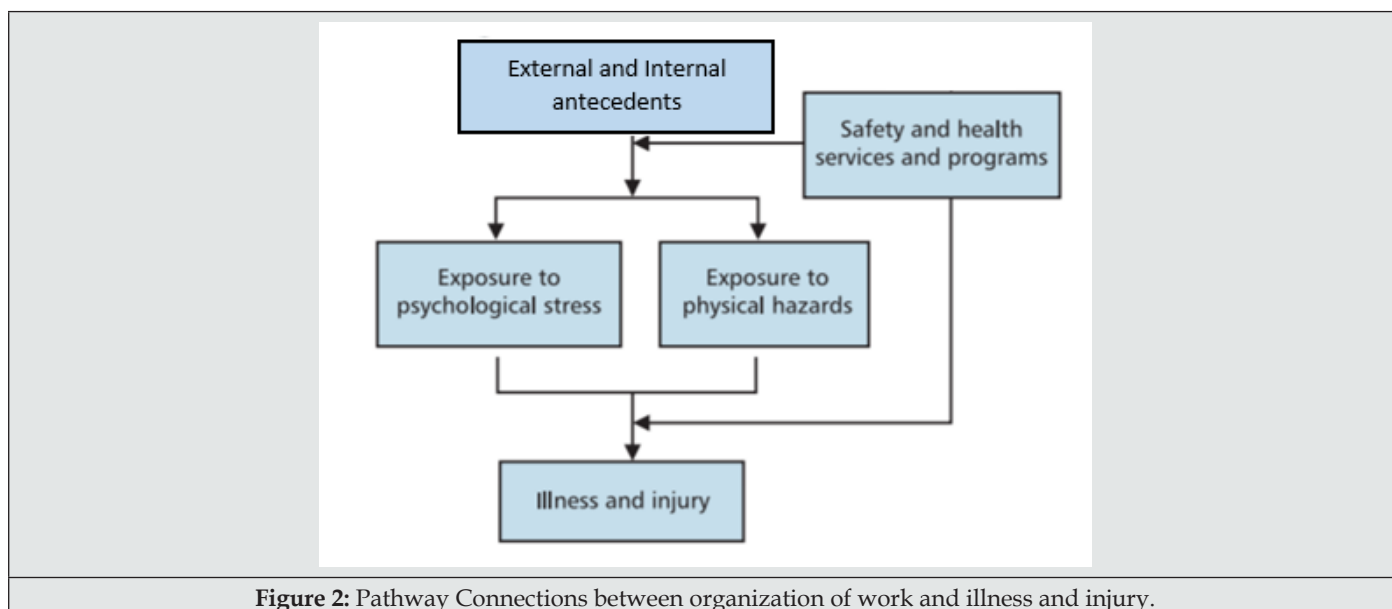 External and Internal
antecedents
Safety and health
services and programs
Exposure to
psychological stress
Exposure to
physical hazards
Illness and injury
Figure 2: Pathway Connections between organization of work and illness and injury.